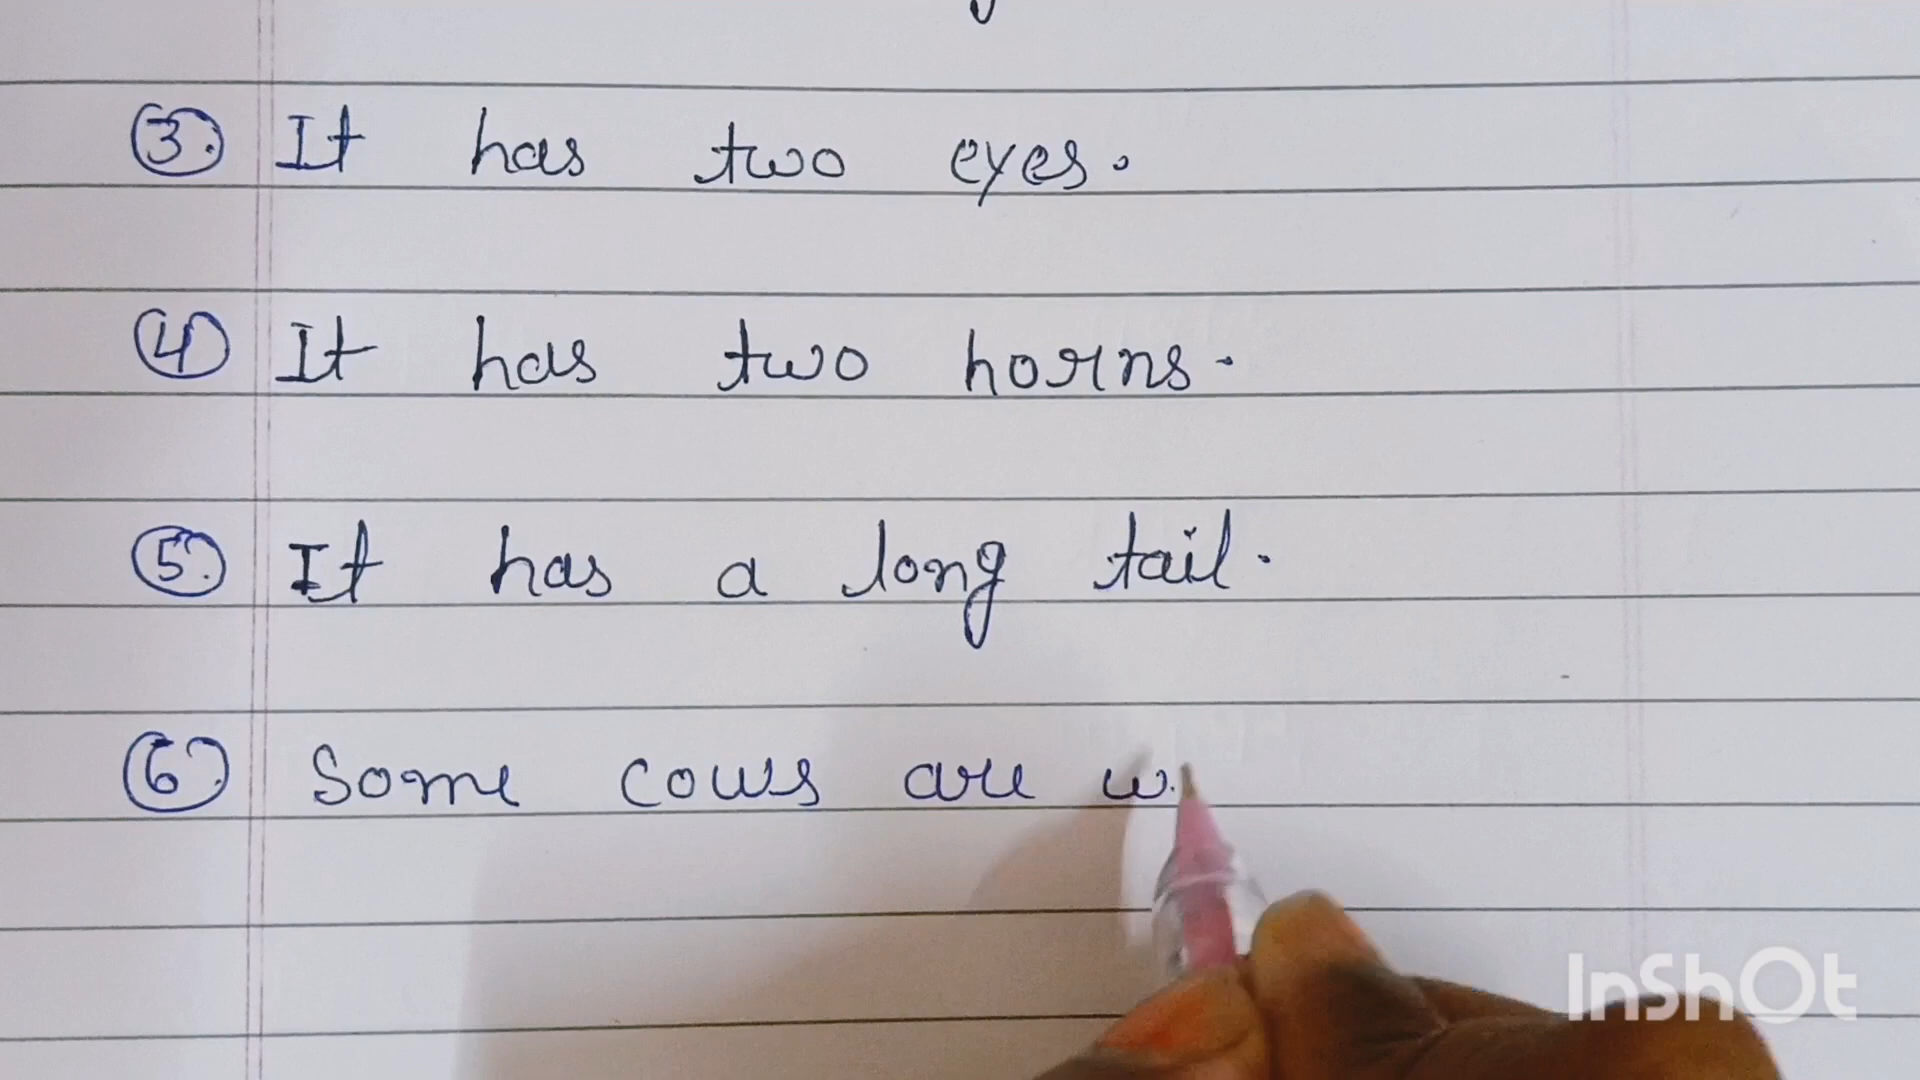 3. It has two eyes.
4 It has two horns.
5. It has a long tail.
6. Some cows are w
InShOt